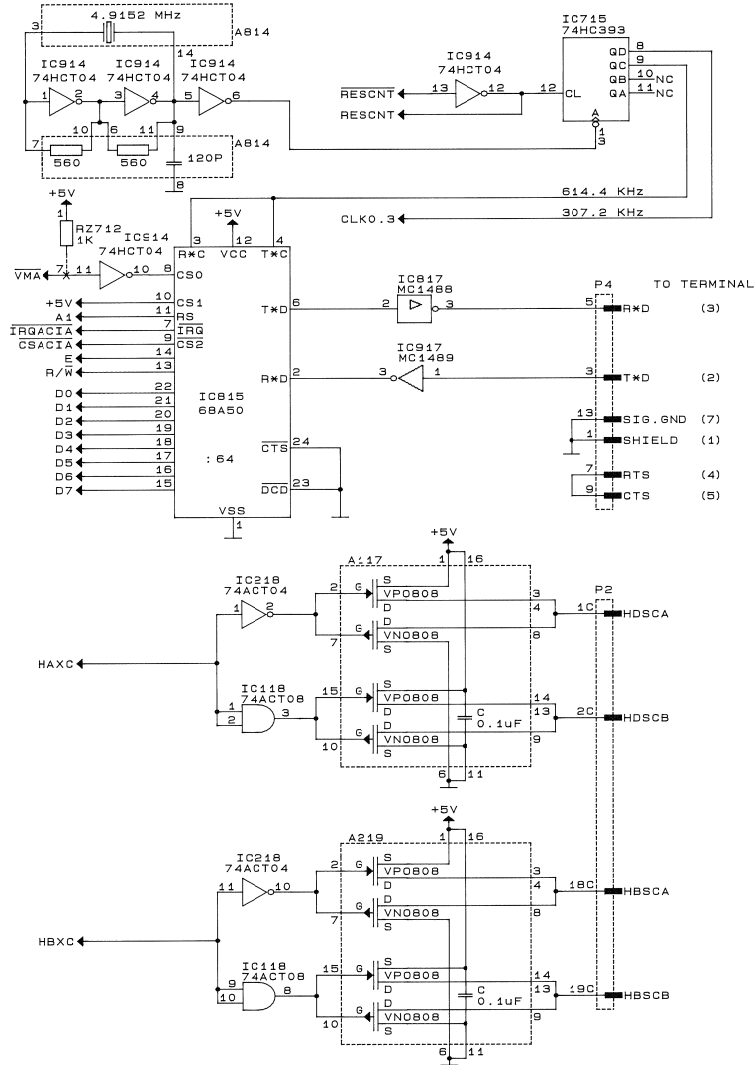 4.9152 MHz
3
A814
14
IC914
74HCT04
IC914
74HCT04
IC914
74HCT04
1
2
3
4
5
6
10
6
11
9
7
560
560
120P
8
A814
IC914
74HCT04
RESCNT
13
12
RESCNT
12
IC715
74HC393
CL
QD
QC
QB
QA
8
9
10
NC
11
NC
A
1
3
614.4 KHz
CLK0.3
307.2 KHz
+5V
1
RZ712
1K
VMA
7
X
11
IC914
74HCT04
10
8
+5V
3
12
4
R*C
VCC
T*C
CS0
+5V
10
CS1
A1
11
RS
IRQACIA
7
IRQ
CSACIA
9
CS2
E
14
R/W
13
D0
22
D1
21
D2
20
D3
19
D4
18
D5
17
D6
16
D7
15
IC815
68A50
:64
T*D
6
R*D
2
CTS
24
DCD
23
VSS
1
IC817
MC1488
2
3
IC917
MC1489
3
1
P4
TO TERMINAL
5
R*D
(3)
3
T*D
(2)
13
SIG.GND
(7)
1
SHIELD
(1)
7
RTS
(4)
9
CTS
(5)
+5V
A117
1
16
IC218
74ACT04
1
2
2
G
S
VP0808
D
3
4
D
G
VN0808
S
7
8
HAXC
IC118
74ACT08
1
2
3
15
G
S
VP0808
D
14
13
D
G
VN0808
S
10
9
C
0.1uF
6
11
P2
1C
HDSCA
2C
HDSCB
+5V
A219
1
16
IC218
74ACT04
11
10
2
G
S
VP0808
D
3
4
D
G
VN0808
S
7
8
HBXC
IC118
74ACT08
9
10
8
15
G
S
VP0808
D
14
13
D
G
VN0808
S
10
9
C
0.1uF
6
11
18C
HBSCA
19C
HBSCB